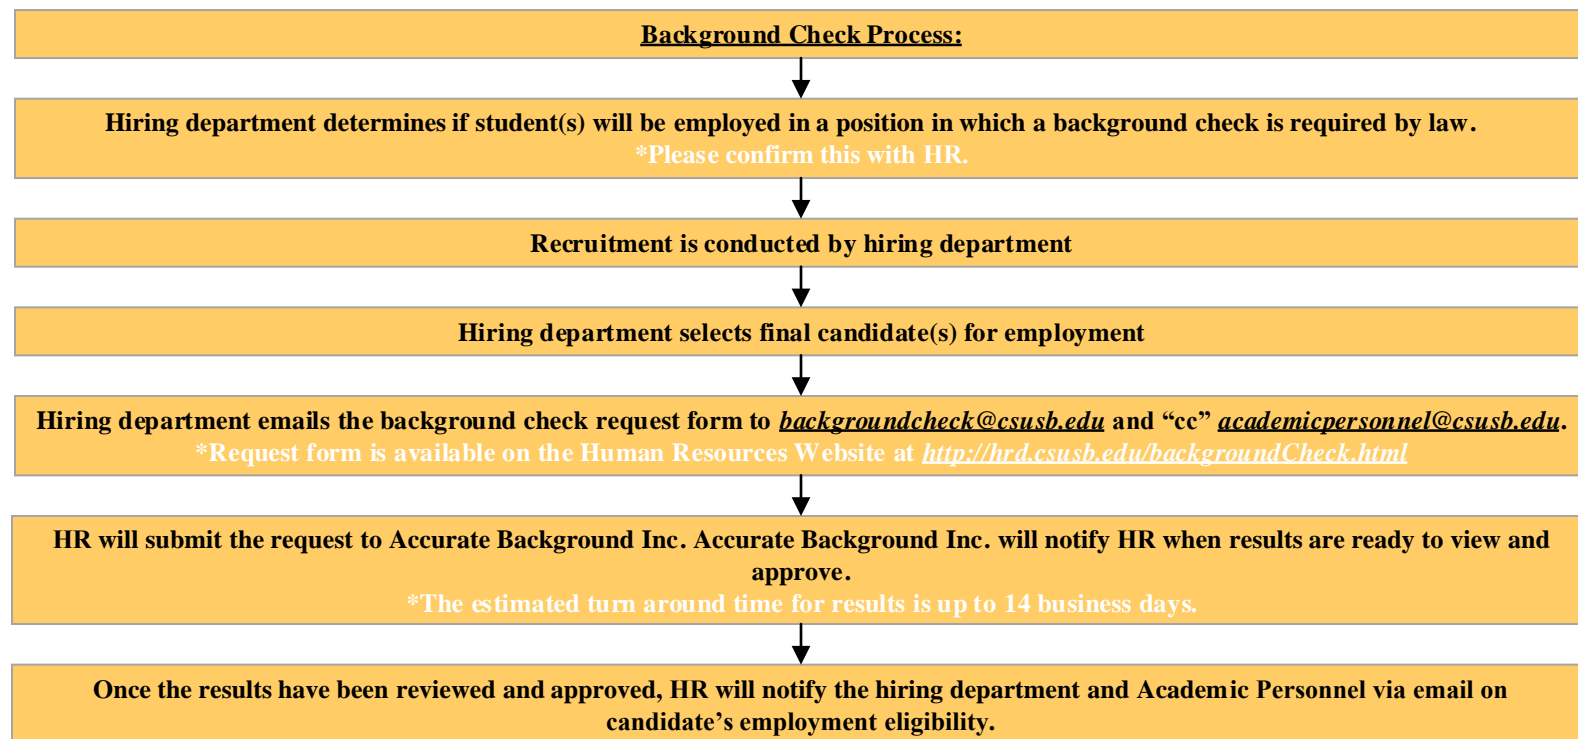 Background Check Process:
Hiring department determines if student(s) will be employed in a position in which a background check is required by law.
*Please confirm this with HR.
Recruitment is conducted by hiring department
Hiring department selects final candidate(s) for employment
Hiring department emails the background check request form to backgroundcheck@csusb.edu and “cc” academicpersonnel@csusb.edu.
*Request form is available on the Human Resources Website at http://hrd.csusb.edu/backgroundCheck.html
HR will submit the request to Accurate Background Inc. Accurate Background Inc. will notify HR when results are ready to view and
approve.
*The estimated turn around time for results is up to 14 business days.
Once the results have been reviewed and approved, HR will notify the hiring department and Academic Personnel via email on
candidate’s employment eligibility.